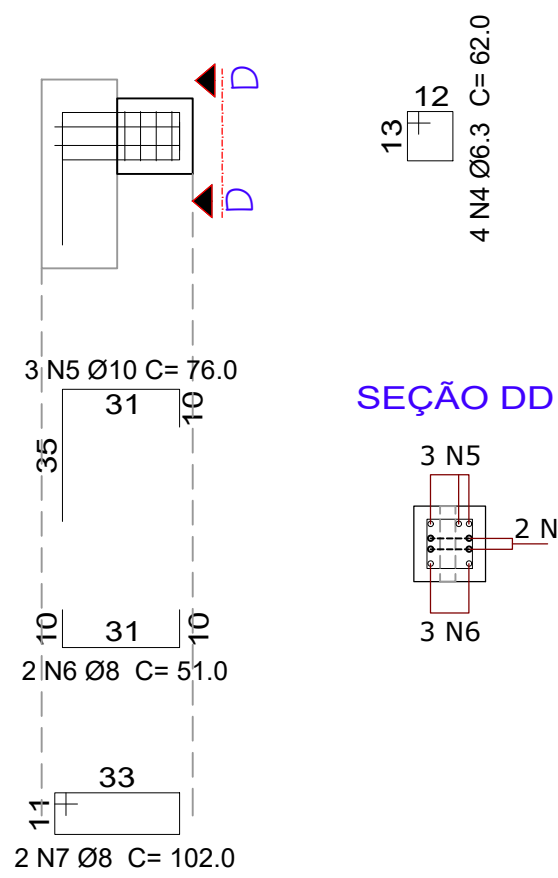 D
D
12
13
4 N4 Ø6.3 C= 62.0
3 N5 Ø10 C= 76.0
31
10
35
SEÇÃO DD
3 N5
2 N
3 N6
10
31
10
2 N6 Ø8 C= 51.0
33
11
2 N7 Ø8 C= 102.0